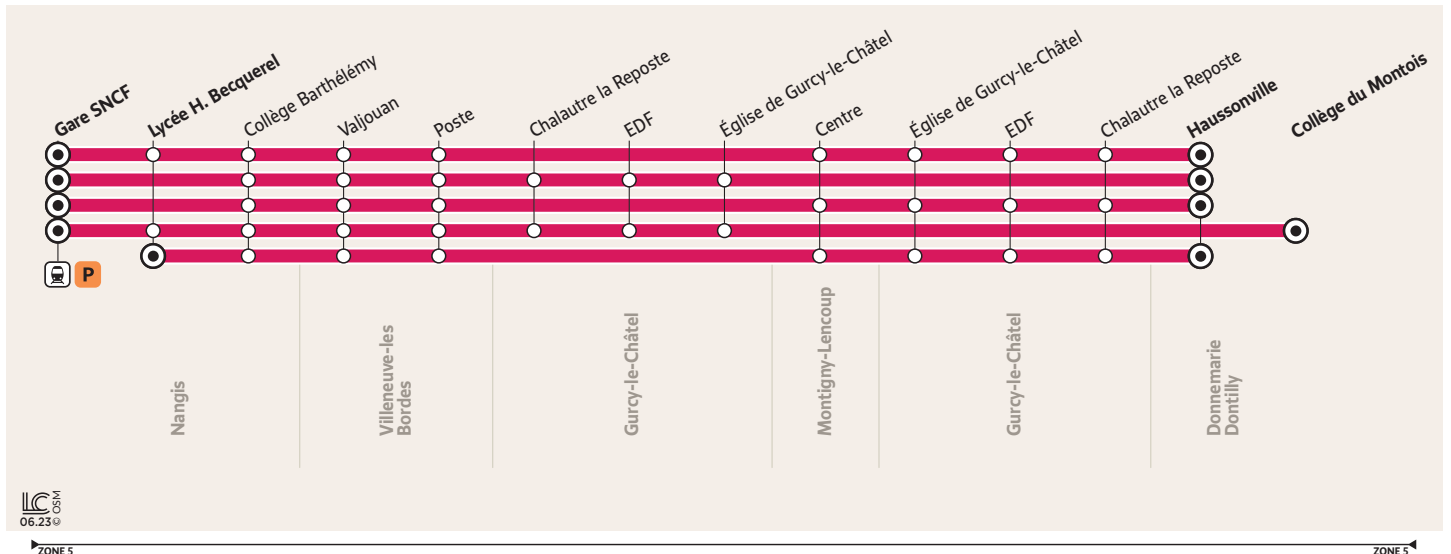 Gare SNCF
Lycée H. Becquerel
Collège Barthélémy
Valjouan
Poste
Chalautre la Reposte
EDF
Église de Gurcy-le-Châtel
Centre
Église de Gurcy-le-Châtel
EDF
Chalautre la Reposte
Haussonville
Collège du Montois
P
Nangis
Villeneuve-les
Bordes
Gurcy-le-Châtel
Montigny-Lencoup
Gurcy-le-Châtel
Donnemarie
Dontilly
LC
OSM
06.23©
ZONE 5
ZONE 5